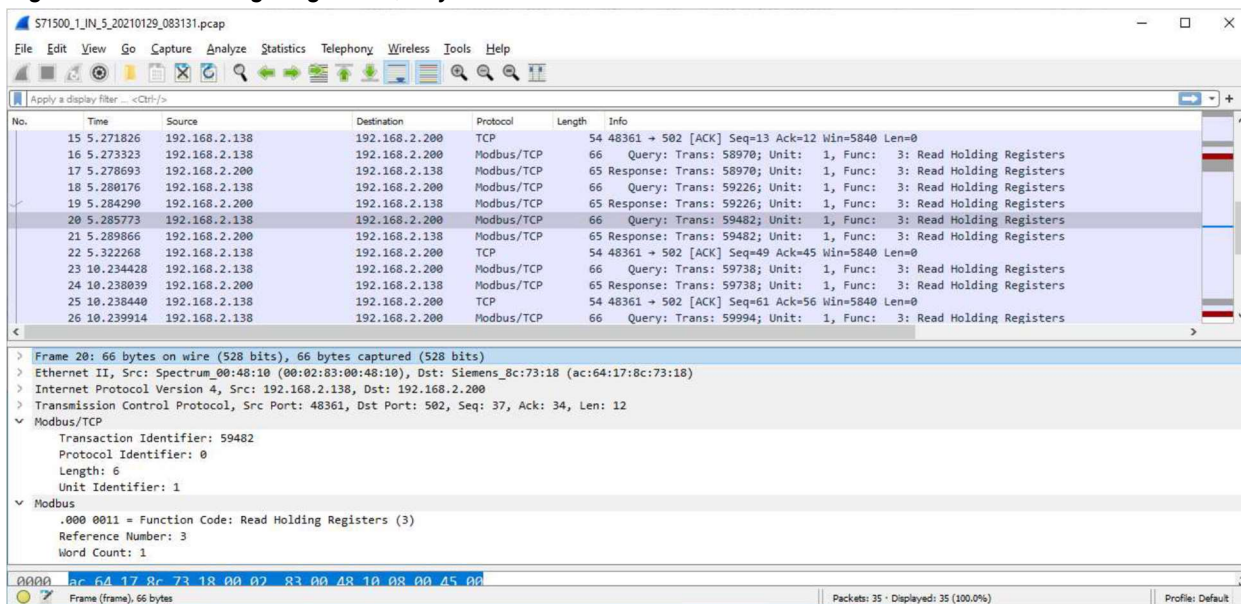 S71500_1_IN_5_20210129_083131.pcap
File Edit View Go Capture Analyze Statistics Telephony Wireless Tools Help
Apply a display filter ... <Ctrl-/>
No. Time Source Destination Protocol Length Info
15 5.271826 192.168.2.138 192.168.2.200 TCP 54 48361 → 502 [ACK] Seq=13 Ack=12 Win=5840 Len=0
16 5.273323 192.168.2.138 192.168.2.200 Modbus/TCP 66 Query: Trans: 58970; Unit: 1, Func: 3: Read Holding Registers
17 5.278693 192.168.2.200 192.168.2.138 Modbus/TCP 65 Response: Trans: 58970; Unit: 1, Func: 3: Read Holding Registers
18 5.280176 192.168.2.138 192.168.2.200 Modbus/TCP 66 Query: Trans: 59226; Unit: 1, Func: 3: Read Holding Registers
19 5.284290 192.168.2.200 192.168.2.138 Modbus/TCP 65 Response: Trans: 59226; Unit: 1, Func: 3: Read Holding Registers
20 5.285773 192.168.2.138 192.168.2.200 Modbus/TCP 66 Query: Trans: 59482; Unit: 1, Func: 3: Read Holding Registers
21 5.289866 192.168.2.200 192.168.2.138 Modbus/TCP 65 Response: Trans: 59482; Unit: 1, Func: 3: Read Holding Registers
22 5.322268 192.168.2.138 192.168.2.200 TCP 54 48361 → 502 [ACK] Seq=49 Ack=45 Win=5840 Len=0
23 10.234428 192.168.2.138 192.168.2.200 Modbus/TCP 66 Query: Trans: 59738; Unit: 1, Func: 3: Read Holding Registers
24 10.238039 192.168.2.200 192.168.2.138 Modbus/TCP 65 Response: Trans: 59738; Unit: 1, Func: 3: Read Holding Registers
25 10.238440 192.168.2.138 192.168.2.200 TCP 54 48361 → 502 [ACK] Seq=61 Ack=56 Win=5840 Len=0
26 10.239914 192.168.2.138 192.168.2.200 Modbus/TCP 66 Query: Trans: 59994; Unit: 1, Func: 3: Read Holding Registers
Frame 20: 66 bytes on wire (528 bits), 66 bytes captured (528 bits)
Ethernet II, Src: Spectrum_00:48:10 (00:02:83:00:48:10), Dst: Siemens_8c:73:18 (ac:64:17:8c:73:18)
Internet Protocol Version 4, Src: 192.168.2.138, Dst: 192.168.2.200
Transmission Control Protocol, Src Port: 48361, Dst Port: 502, Seq: 37, Ack: 34, Len: 12
Modbus/TCP
Transaction Identifier: 59482
Protocol Identifier: 0
Length: 6
Unit Identifier: 1
Modbus
.000 0011 = Function Code: Read Holding Registers (3)
Reference Number: 3
Word Count: 1
0000 ac 64 17 8c 73 18 00 02 83 00 48 10 08 00 45 00
Frame (frame), 66 bytes Packets: 35 · Displayed: 35 (100.0%) Profile: Default